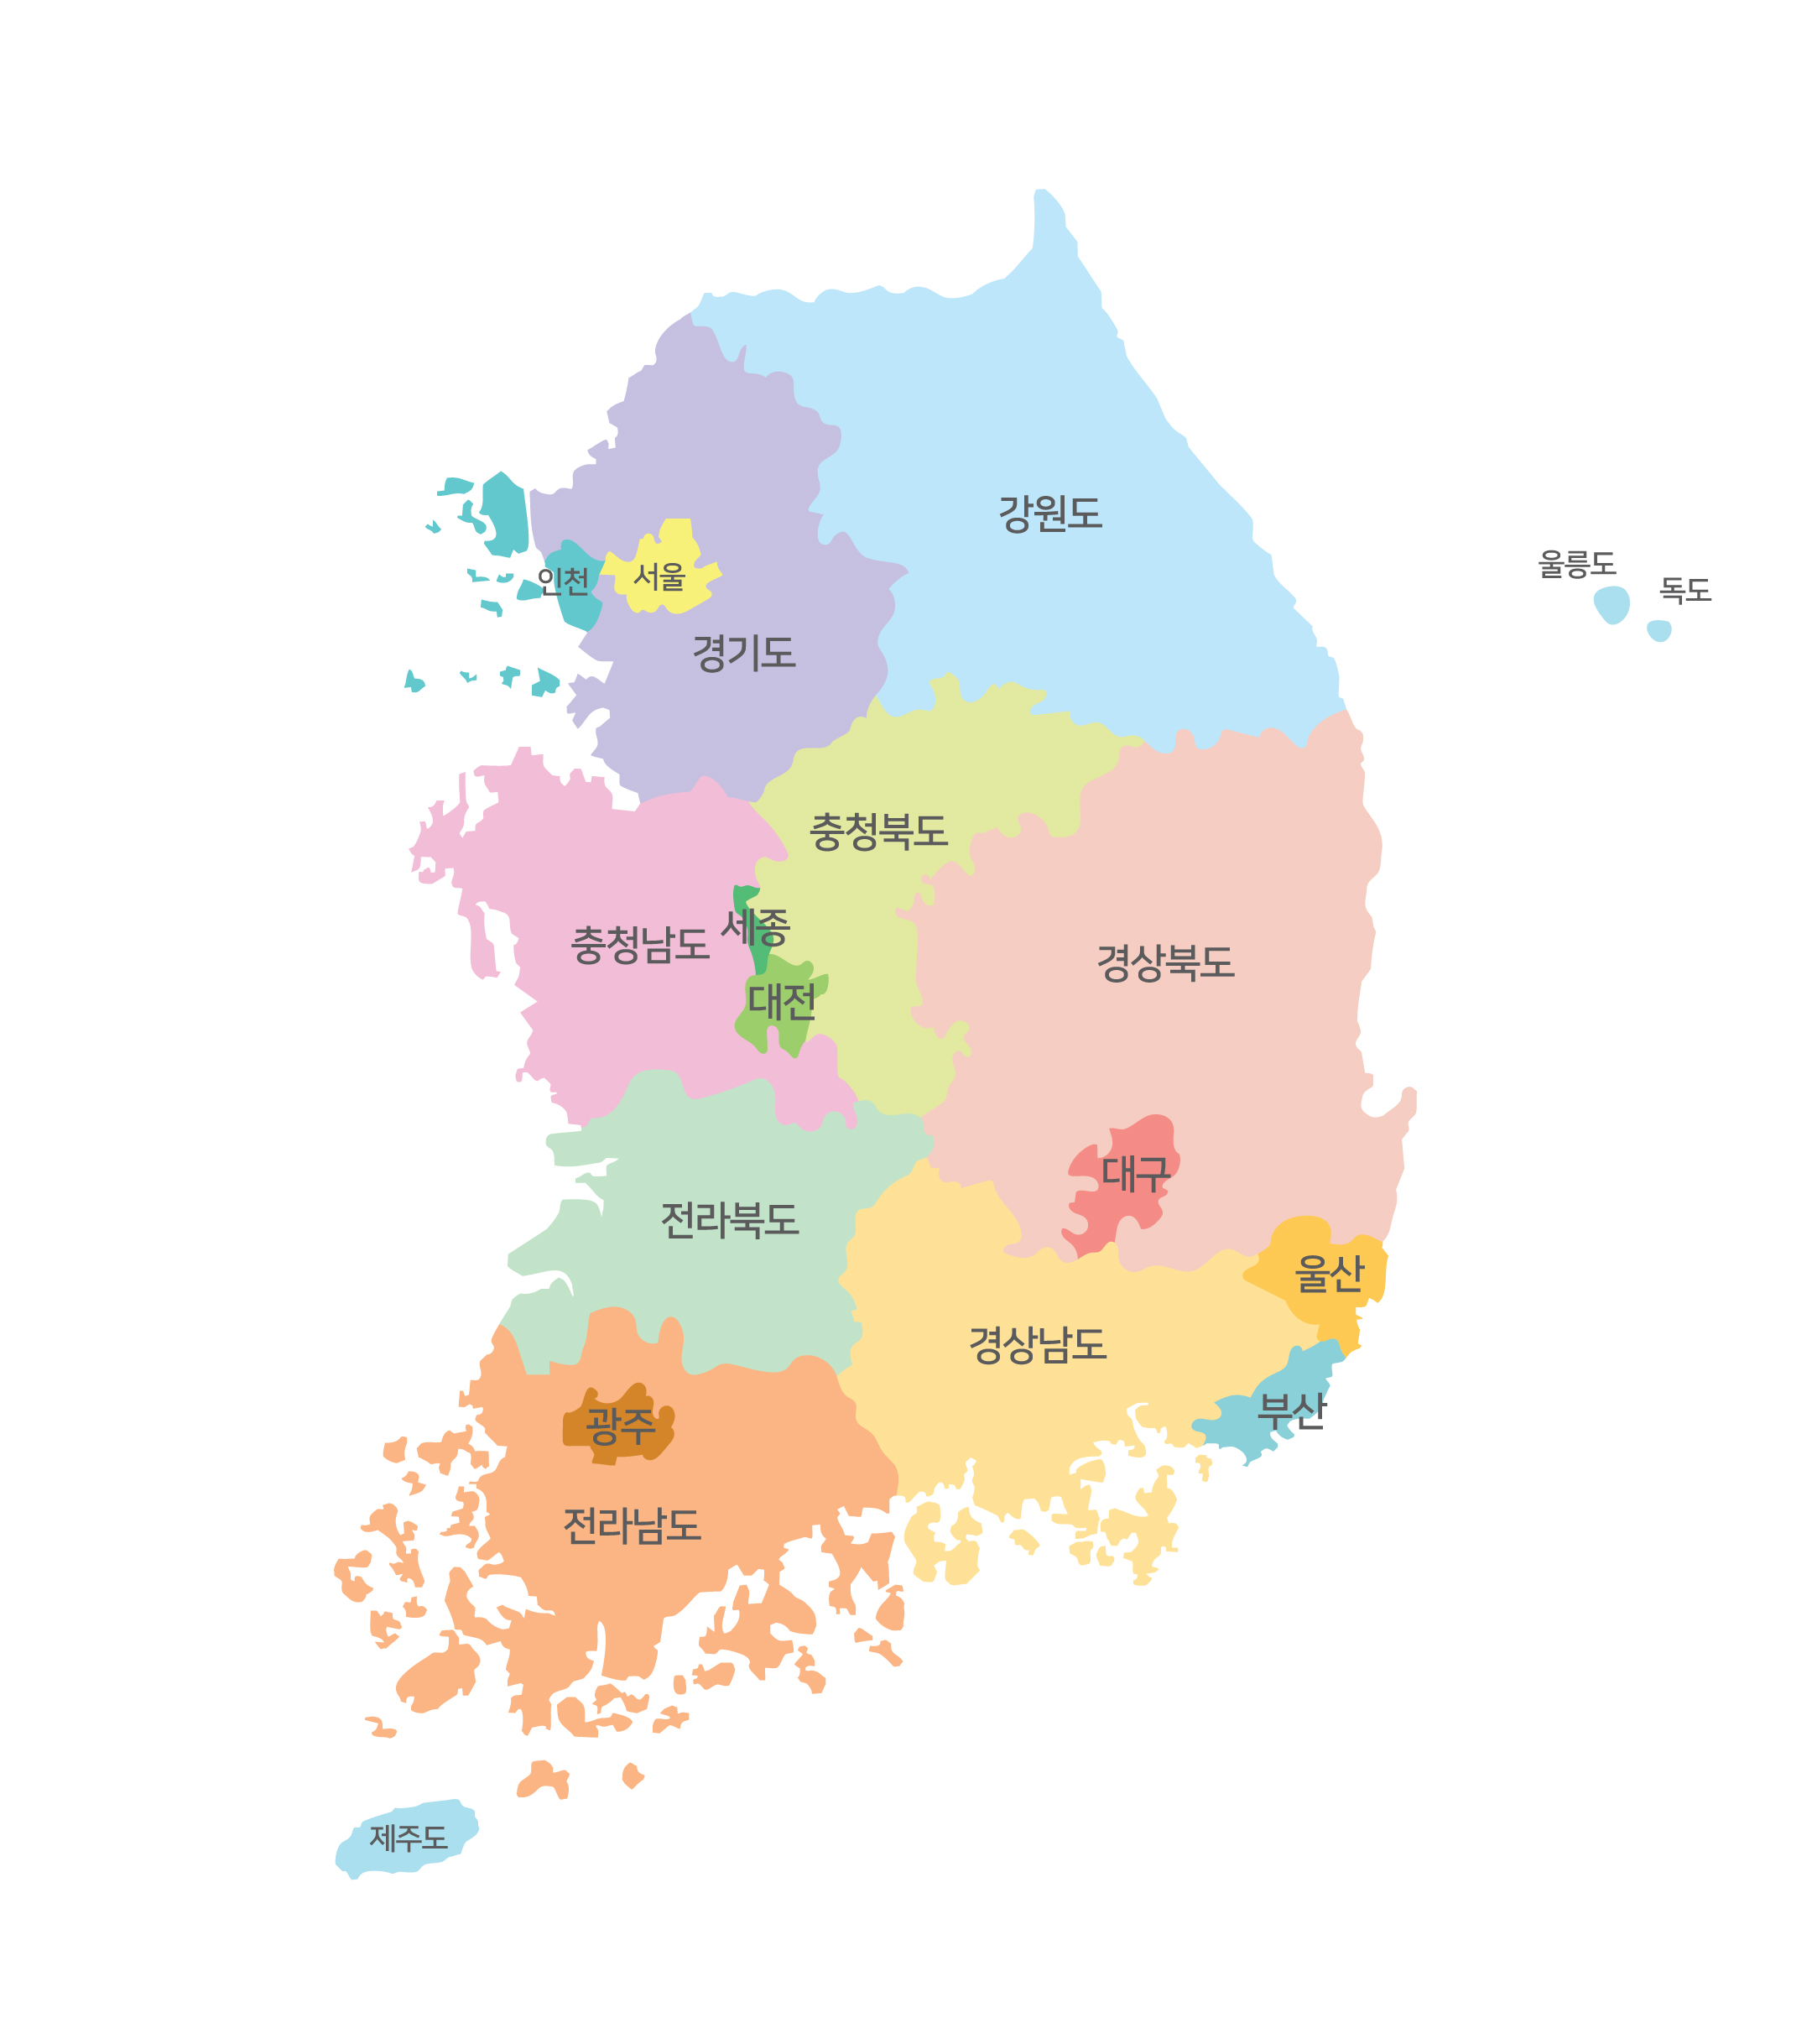 강원도
울릉도
독도
인천
서울
경기도
충청북도
세종
충청남도
경상북도
대전
대구
전라북도
울산
경상남도
부산
광주
전라남도
제주도